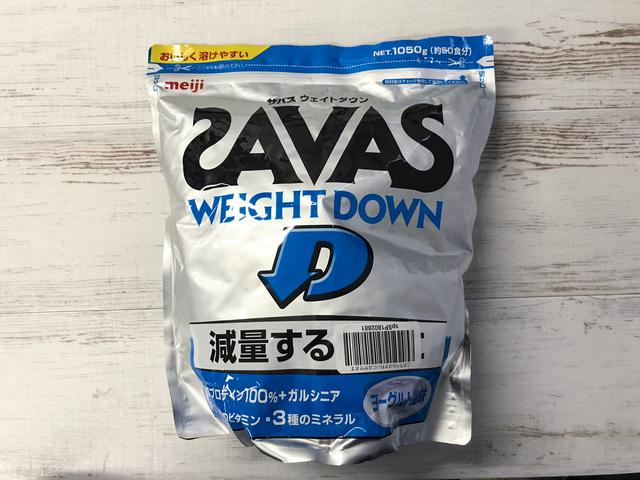 おいしく溶けやすい
NET.1050g (約50食分)
meiji
ザバス ウェイトダウン
SAVAS
WEIGHT DOWN
D
減量する
spSP1802881
プロテイン100%+ガルシニア
ビタミン+3種のミネラル
ヨーグルト